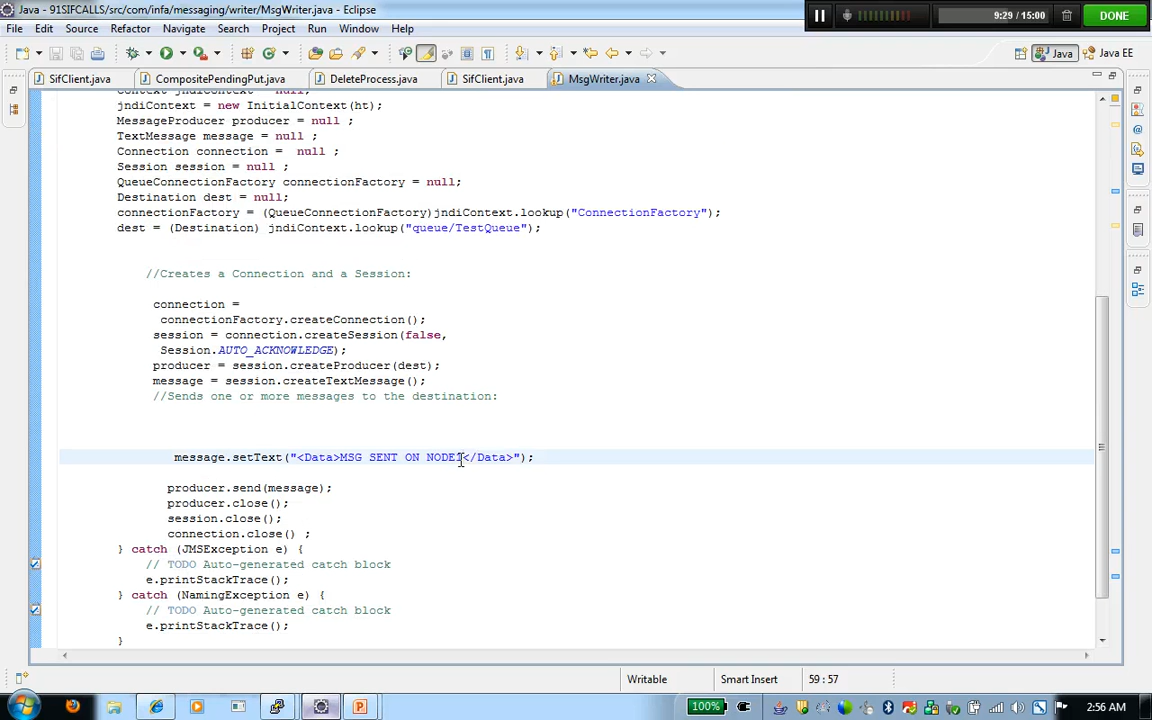 Java - 91SIFCALLS/src/com/infa/messaging/writer/MsgWriter.java - Eclipse
9:29 / 15:00
DONE
File Edit Source Refactor Navigate Search Project Run Window Help
Java
Java EE
SifClient.java
CompositePendingPut.java
DeleteProcess.java
SifClient.java
MsgWriter.java
Context jndiContext = null;
jndiContext = new InitialContext(ht);
MessageProducer producer = null ;
TextMessage message = null ;
Connection connection =  null ;
Session session = null ;
QueueConnectionFactory connectionFactory = null;
Destination dest = null;
connectionFactory = (QueueConnectionFactory)jndiContext.lookup("ConnectionFactory");
dest = (Destination) jndiContext.lookup("queue/TestQueue");
//Creates a Connection and a Session:
connection =
connectionFactory.createConnection();
session = connection.createSession(false,
Session.AUTO_ACKNOWLEDGE);
producer = session.createProducer(dest);
message = session.createTextMessage();
//Sends one or more messages to the destination:
message.setText("<Data>MSG SENT ON NODE1</Data>");
producer.send(message);
producer.close();
session.close();
connection.close() ;
} catch (JMSException e) {
// TODO Auto-generated catch block
e.printStackTrace();
} catch (NamingException e) {
// TODO Auto-generated catch block
e.printStackTrace();
}
Writable
Smart Insert
59 : 57
100%
2:56 AM